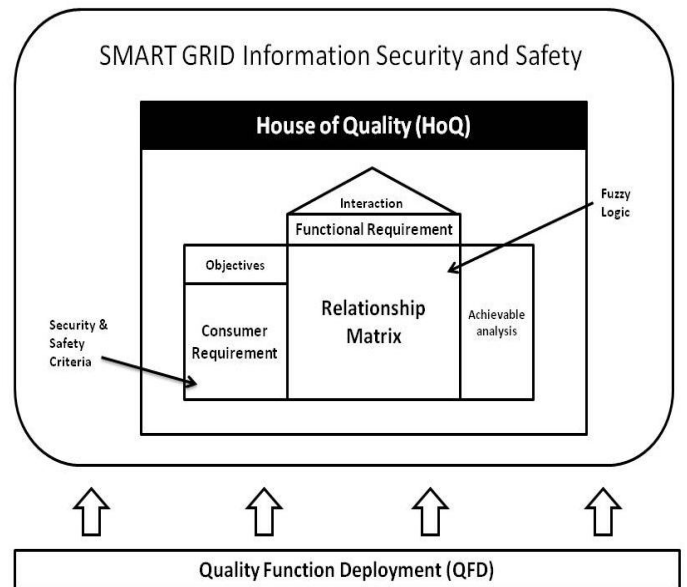 SMART GRID Information Security and Safety
House of Quality (HoQ)
Interaction
Functional Requirement
Fuzzy
Logic
Objectives
Consumer
Requirement
Relationship
Matrix
Achievable
analysis
Security &
Safety
Criteria
Quality Function Deployment (QFD)